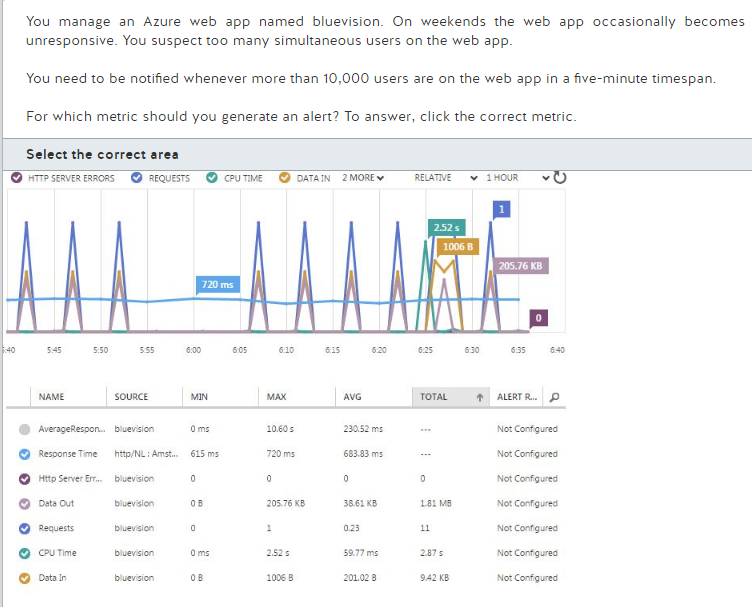 You manage an Azure web app named bluevision. On weekends the web app occasionally becomes
unresponsive. You suspect too many simultaneous users on the web app.
You need to be notified whenever more than 10,000 users are on the web app in a five-minute timespan.
For which metric should you generate an alert? To answer, click the correct metric.
Select the correct area
HTTP SERVER ERRORS REQUESTS CPU TIME DATA IN 2 MORE RELATIVE 1 HOUR
1
2.52 s
1006 B
205.76 KB
720 ms
0
5:40 5:45 5:50 5:55 6:00 6:05 6:10 6:15 6:20 6:25 6:30 6:35 6:40
NAME SOURCE MIN MAX AVG TOTAL ALERT R...
AverageRespon... bluevision 0 ms 10.60 s 230.52 ms --- Not Configured
Response Time http/NL : Amst... 615 ms 720 ms 683.83 ms --- Not Configured
Http Server Err... bluevision 0 0 0 0 Not Configured
Data Out bluevision 0 B 205.76 KB 38.61 KB 1.81 MB Not Configured
Requests bluevision 0 1 0.23 11 Not Configured
CPU Time bluevision 0 ms 2.52 s 59.77 ms 2.87 s Not Configured
Data In bluevision 0 B 1006 B 201.02 B 9.42 KB Not Configured